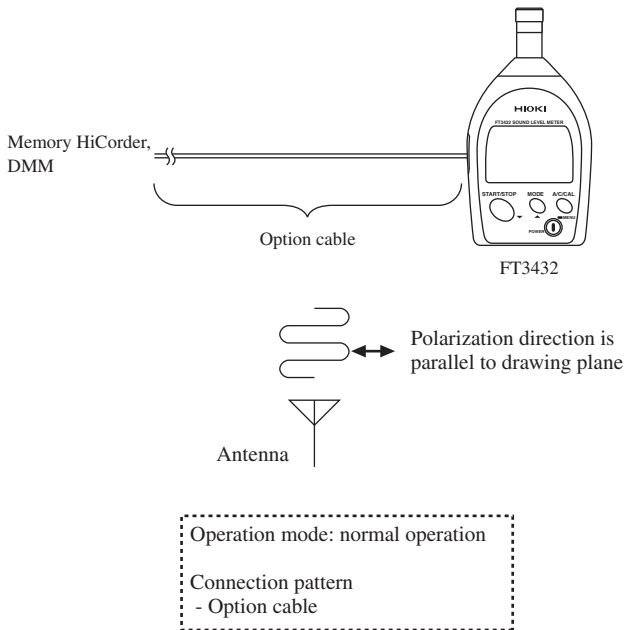 HIOKI
FT3432 SOUND LEVEL METER
Memory HiCorder,
DMM
START/STOP MODE A/C/CAL
MENU
POWER
Option cable
FT3432
Polarization direction is
parallel to drawing plane
Antenna
Operation mode: normal operation
Connection pattern
- Option cable